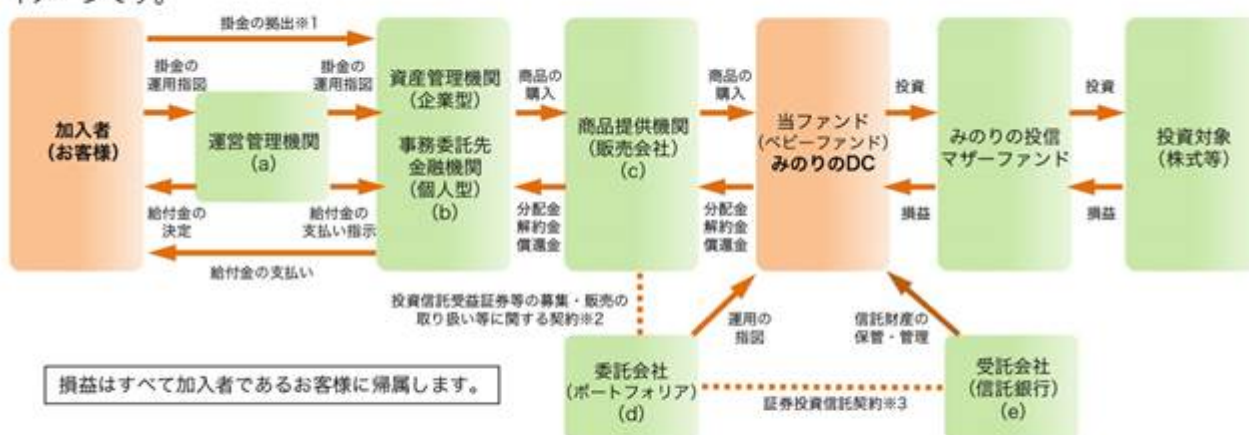 イメージです。
掛金の拠出※1
掛金の
運用指図
掛金の
運用指図
加入者
(お客様)
運営管理機関
(a)
給付金の
決定
給付金の
支払い指示
給付金の支払い
資産管理機関
(企業型)
事務委託先
金融機関
(個人型)
(b)
商品の
購入
分配金
解約金
償還金
商品提供機関
(販売会社)
(c)
商品の
購入
分配金
解約金
償還金
当ファンド
(ベビーファンド)
みのりのDC
投資
損益
みのりの投信
マザーファンド
投資
損益
投資対象
(株式等)
投資信託受益証券等の募集・販売の
取り扱い等に関する契約※2
運用の
指図
信託財産の
保管・管理
損益はすべて加入者であるお客様に帰属します。
委託会社
(ポートフォリア)
(d)
証券投資信託契約※3
受託会社
(信託銀行)
(e)